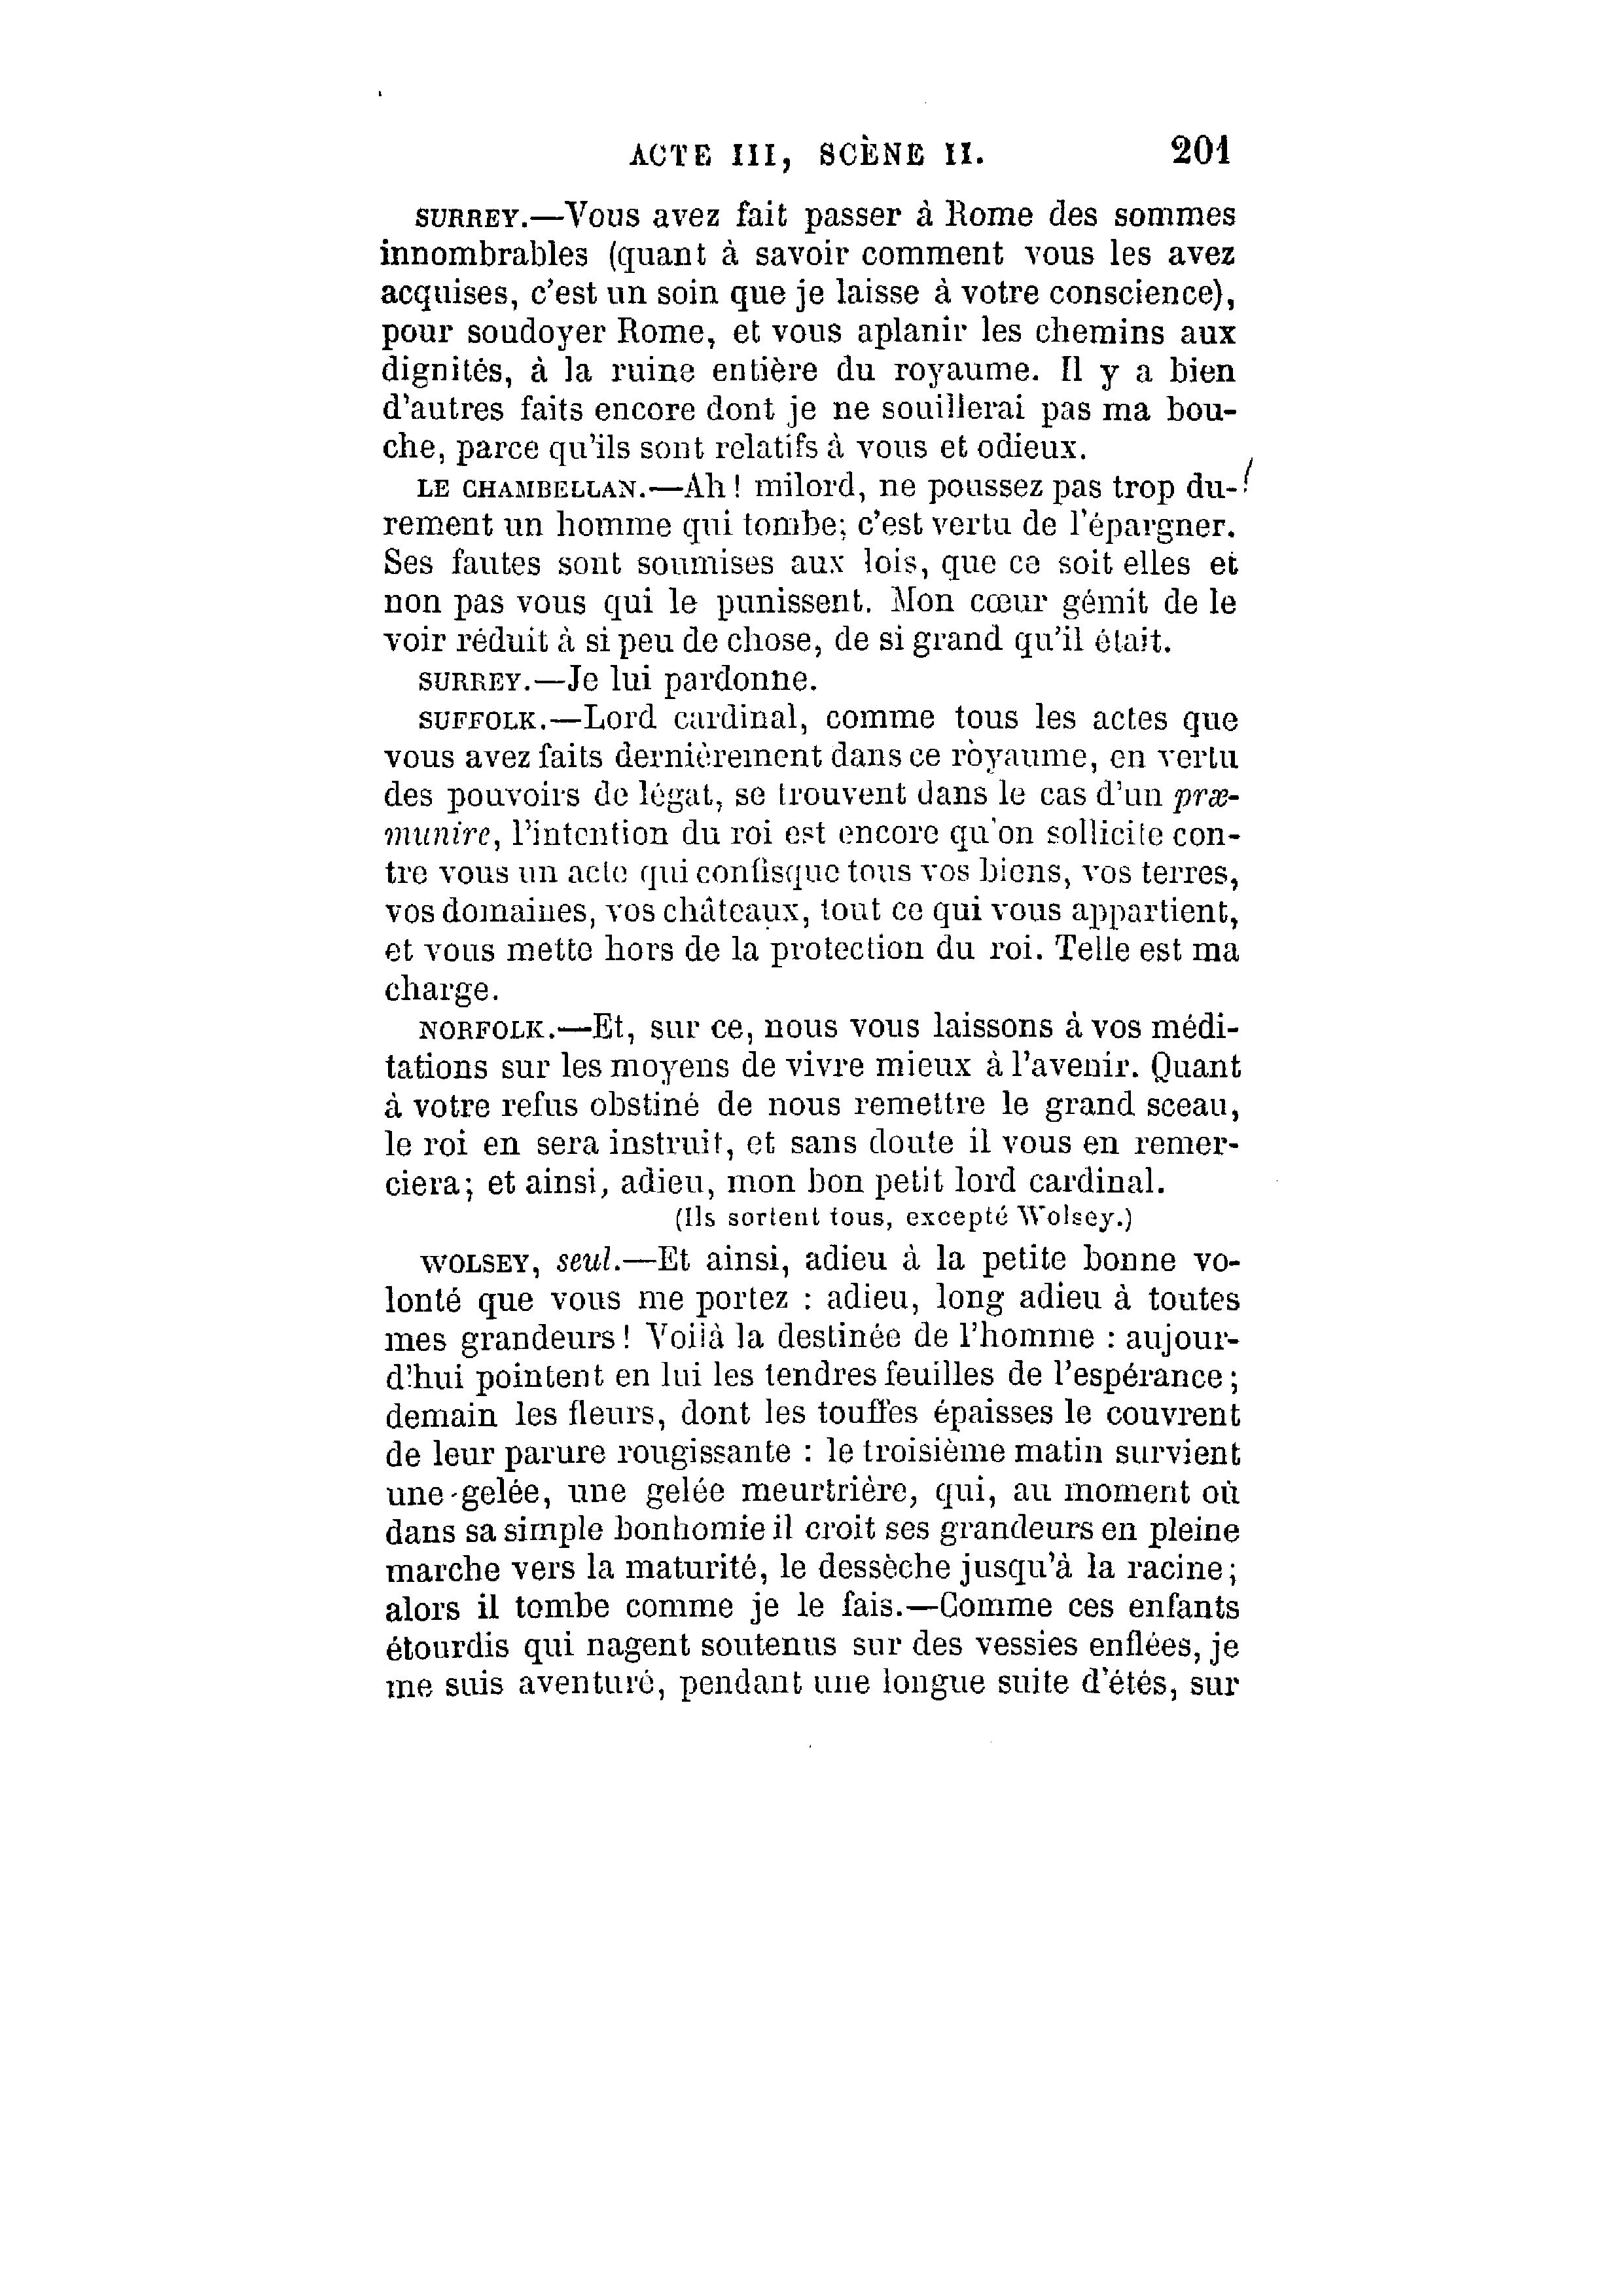 ACTE III, SCÈNE II. 201
SURREY.—Vous avez fait passer à Rome des sommes
innombrables (quant à savoir comment vous les avez
acquises, c'est un soin que je laisse à votre conscience),
pour soudoyer Rome, et vous aplanir les chemins aux
dignités, à la ruine entière du royaume. Il y a bien
d'autres faits encore dont je ne souillerai pas ma bou-
che, parce qu'ils sont relatifs à vous et odieux.
LE CHAMBELLAN.—Ah ! milord, ne poussez pas trop du-
rement un homme qui tombe; c'est vertu de l'épargner.
Ses fautes sont soumises aux lois, que ce soit elles et
non pas vous qui le punissent. Mon cœur gémit de le
voir réduit à si peu de chose, de si grand qu'il était.
SURREY.—Je lui pardonne.
SUFFOLK.—Lord cardinal, comme tous les actes que
vous avez faits dernièrement dans ce royaume, en vertu
des pouvoirs de légat, se trouvent dans le cas d'un præ-
munire, l'intention du roi est encore qu'on sollicite con-
tre vous un acte qui confisque tous vos biens, vos terres,
vos domaines, vos châteaux, tout ce qui vous appartient,
et vous mette hors de la protection du roi. Telle est ma
charge.
NORFOLK.—Et, sur ce, nous vous laissons à vos médi-
tations sur les moyens de vivre mieux à l'avenir. Quant
à votre refus obstiné de nous remettre le grand sceau,
le roi en sera instruit, et sans doute il vous en remer-
ciera; et ainsi, adieu, mon bon petit lord cardinal.
(Ils sortent tous, excepté Wolsey.)
WOLSEY, seul.—Et ainsi, adieu à la petite bonne vo-
lonté que vous me portez : adieu, long adieu à toutes
mes grandeurs ! Voilà la destinée de l'homme : aujour-
d'hui pointent en lui les tendres feuilles de l'espérance ;
demain les fleurs, dont les touffes épaisses le couvrent
de leur parure rougissante : le troisième matin survient
une gelée, une gelée meurtrière, qui, au moment où
dans sa simple bonhomie il croit ses grandeurs en pleine
marche vers la maturité, le dessèche jusqu'à la racine ;
alors il tombe comme je le fais.—Comme ces enfants
étourdis qui nagent soutenus sur des vessies enflées, je
me suis aventuré, pendant une longue suite d'étés, sur